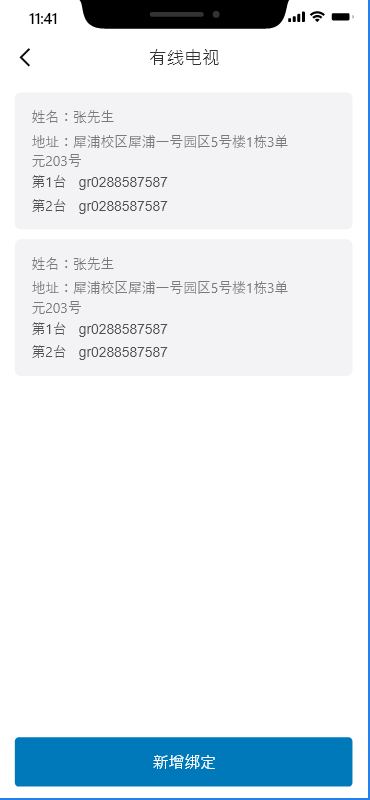 11:41
有线电视
姓名：张先生
地址：犀浦校区犀浦一号园区5号楼1栋3单
元203号
第1台 gr0288587587
第2台 gr0288587587
姓名：张先生
地址：犀浦校区犀浦一号园区5号楼1栋3单
元203号
第1台 gr0288587587
第2台 gr0288587587
新增绑定